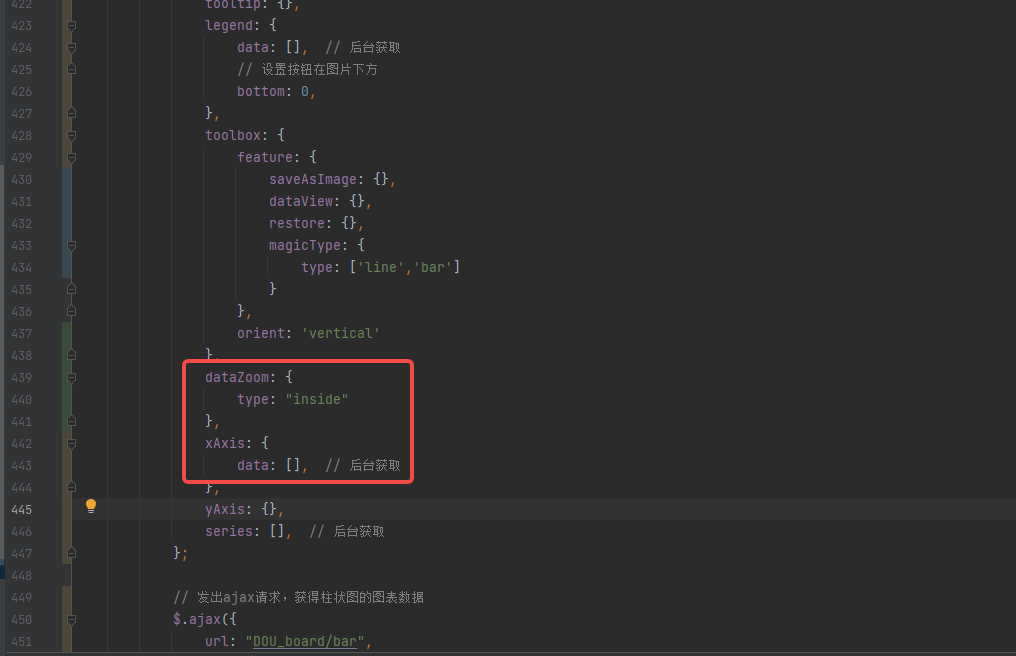 422 tooltip: {},
423 legend: {
424 data: [], // 后台获取
425 // 设置按钮在图片下方
426 bottom: 0,
427 },
428 toolbox: {
429 feature: {
430 saveAsImage: {},
431 dataView: {},
432 restore: {},
433 magicType: {
434 type: ['line','bar']
435 }
436 },
437 orient: 'vertical'
438 },
439 dataZoom: {
440 type: "inside"
441 },
442 xAxis: {
443 data: [], // 后台获取
444 },
445 yAxis: {},
446 series: [], // 后台获取
447 };
448
449 // 发出ajax请求，获得柱状图的图表数据
450 $.ajax({
451 url: "DOU_board/bar",